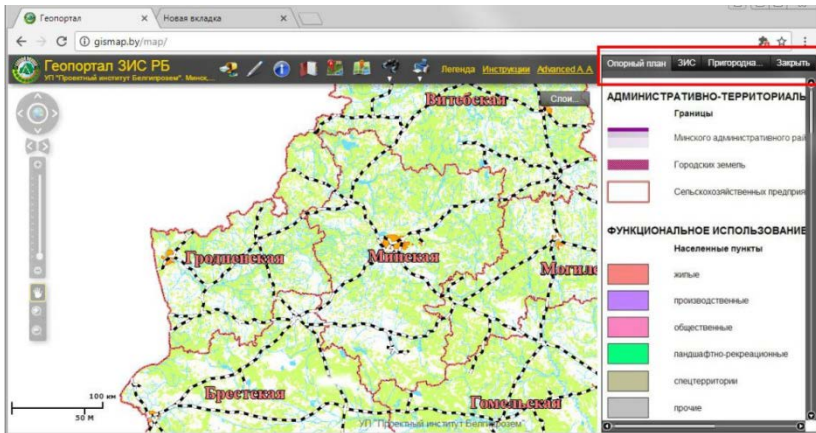 Геопортал
Новая вкладка
gismap.by/map/
Геопортал ЗИС РБ
УП "Проектный институт Белгипрозем". Минск,...
Легенда Инструкции Advanced A A
Опорный план ЗИС Пригородна... Закрыть
Слои...
Витебская
Гродненская
Минская
Могиле
Брестская
Гомельская
100 км
50 М
УП "Проектный институт Белгипрозем"
АДМИНИСТРАТИВНО-ТЕРРИТОРИАЛЬ
Границы
Минского административного рай
Городских земель
Сельскохозяйственных предприя
ФУНКЦИОНАЛЬНОЕ ИСПОЛЬЗОВАНИЕ
Населенные пункты
жилые
производственные
общественные
ландшафтно-рекреационные
спецтерритории
прочие